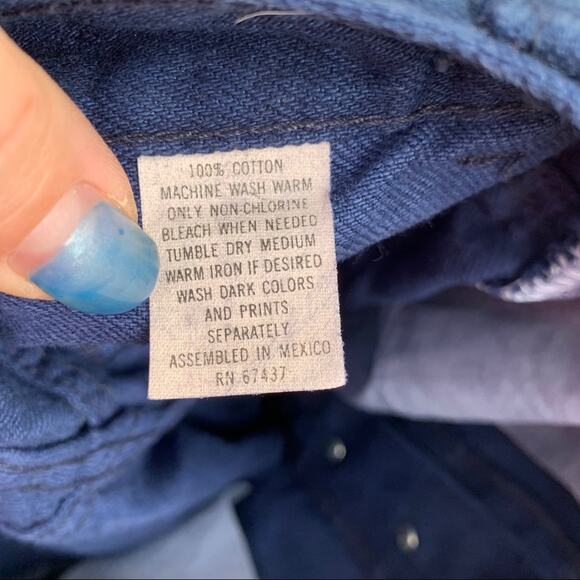 100% COTTON
MACHINE WASH WARM
ONLY NON-CHLORINE
BLEACH WHEN NEEDED
TUMBLE DRY MEDIUM
WARM IRON IF DESIRED
WASH DARK COLORS
AND PRINTS
SEPARATELY
ASSEMBLED IN MEXICO
RN 67437